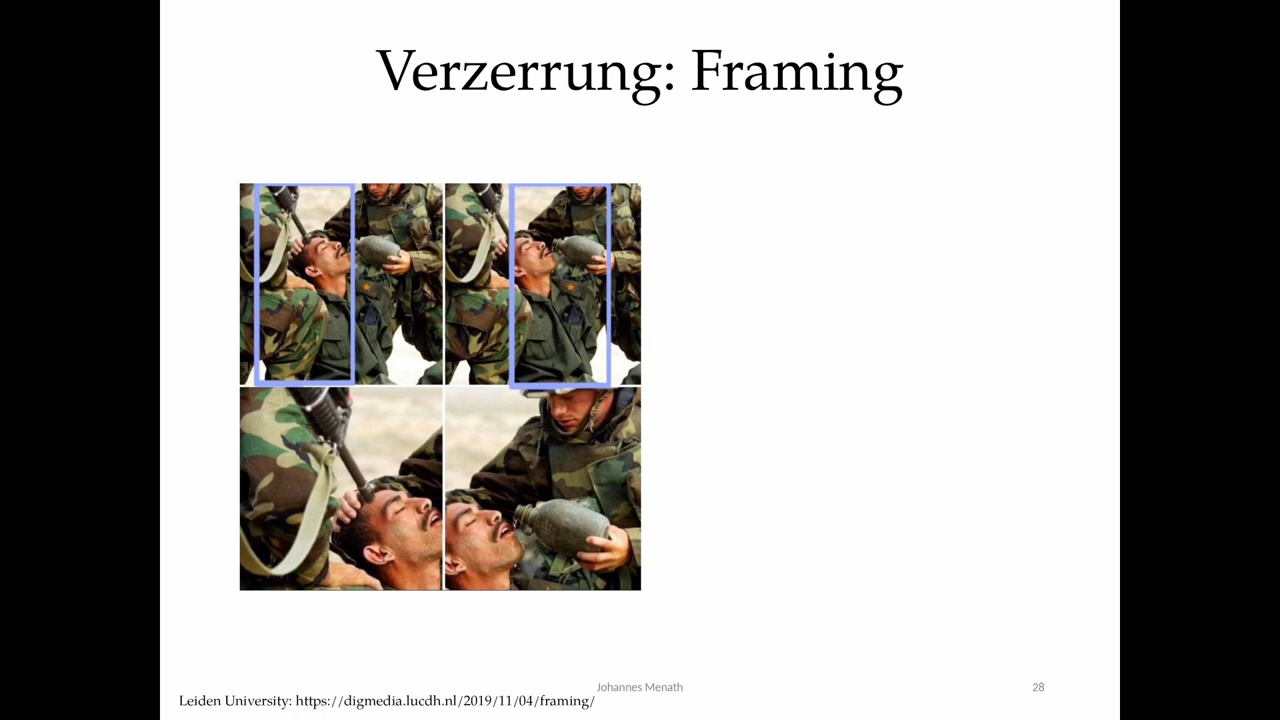 Verzerrung: Framing
Johannes Menath
28
Leiden University: https://digmedia.lucdh.nl/2019/11/04/framing/